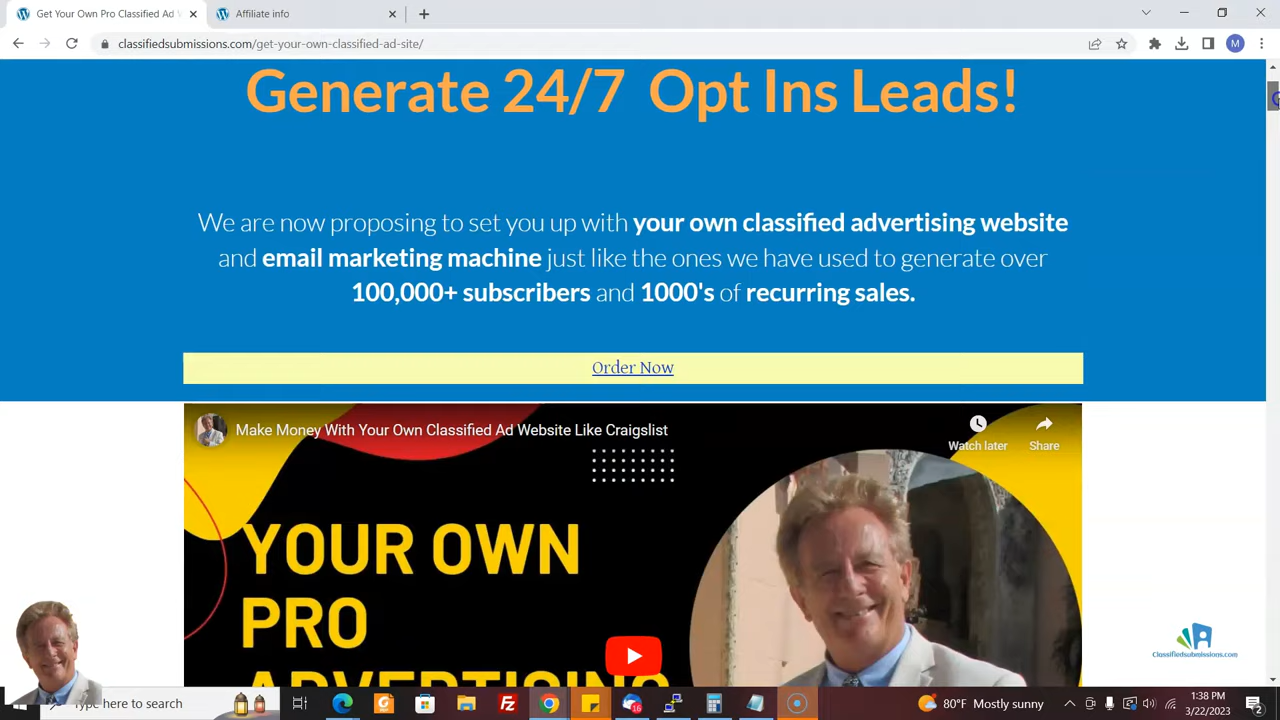 Get Your Own Pro Classified Ad
Affiliate info
classifiedsubmissions.com/get-your-own-classified-ad-site/
M
Generate 24/7 Opt Ins Leads!
We are now proposing to set you up with your own classified advertising website
and email marketing machine just like the ones we have used to generate over
100,000+ subscribers and 1000's of recurring sales.
Order Now
Make Money With Your Own Classified Ad Website Like Craigslist
Watch later
Share
YOUR OWN
PRO
ADVERTISING
Classifiedsubmissions.com
Type here to search
16
80°F Mostly sunny
1:38 PM
3/22/2023
2